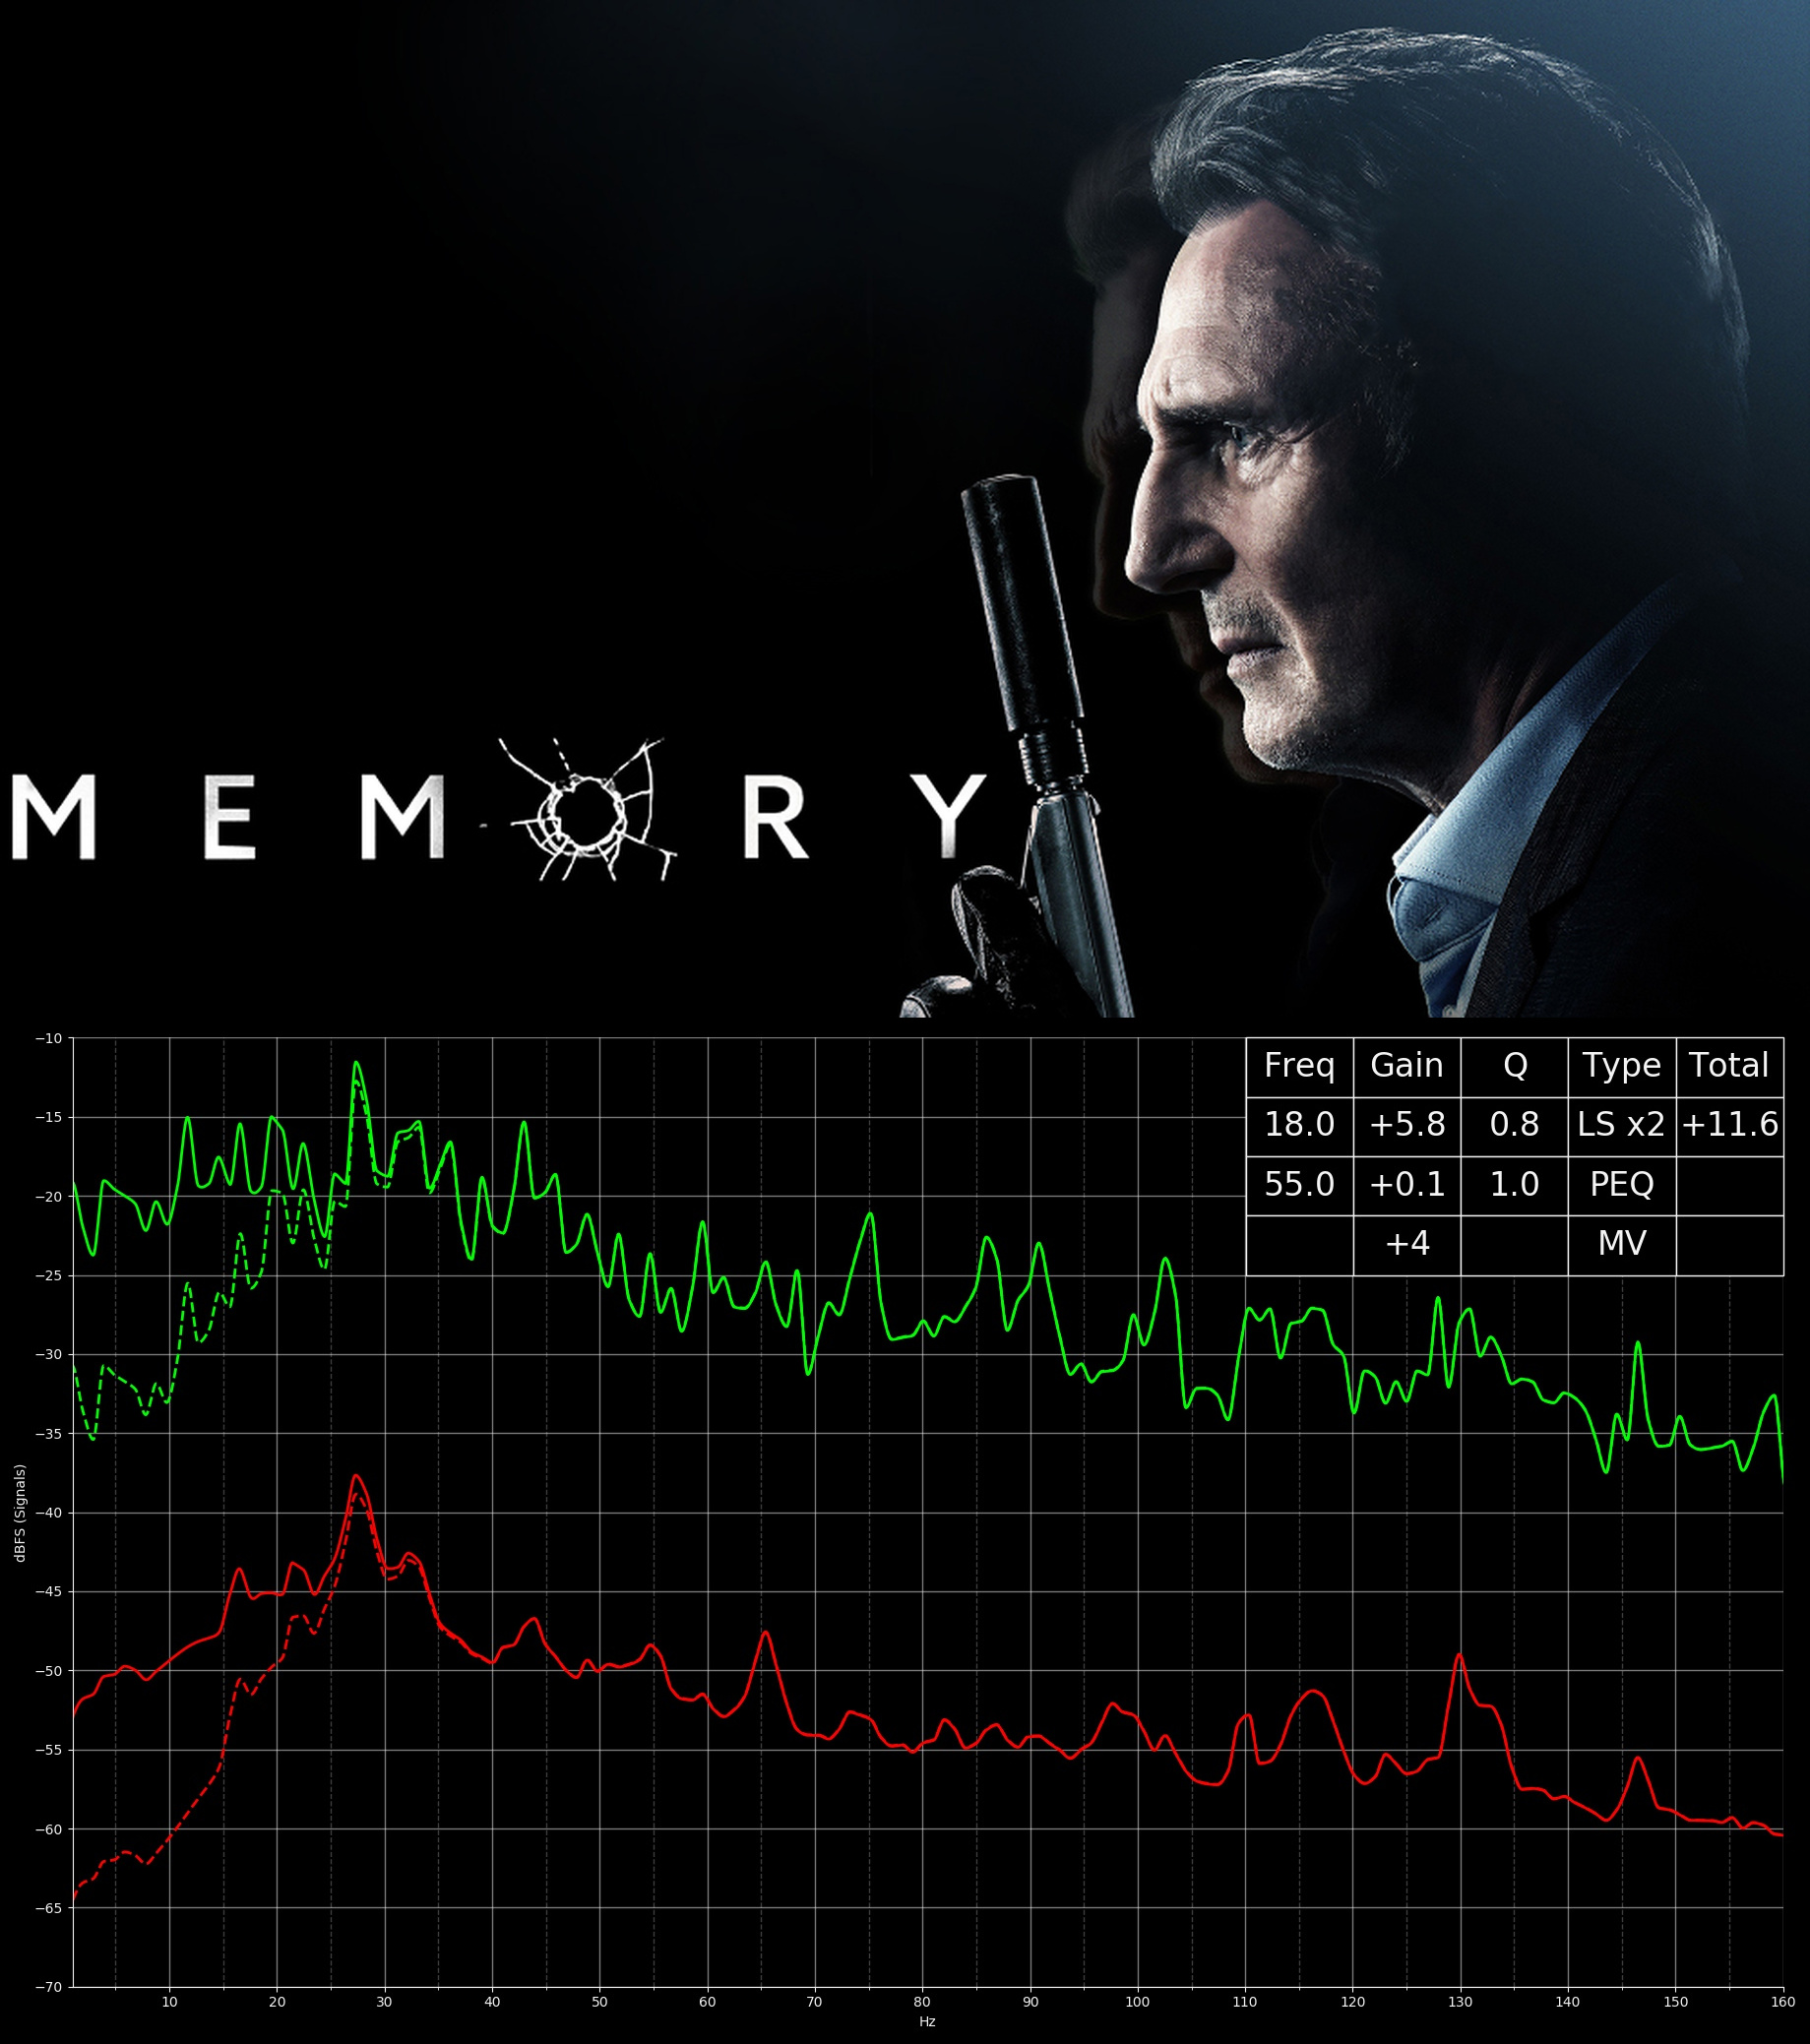 MEMORY
Freq Gain Q Type Total
18.0 +5.8 0.8 LS x2 +11.6
55.0 +0.1 1.0 PEQ
+4 MV
−10
−15
−20
−25
−30
−35
−40
−45
−50
−55
−60
−65
−70
dBFS (Signals)
10 20 30 40 50 60 70 80 90 100 110 120 130 140 150 160
Hz